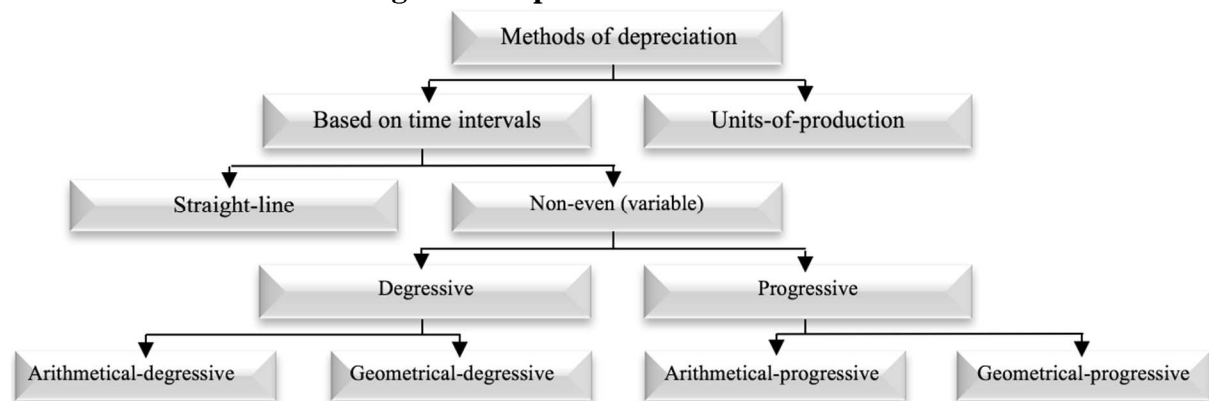 Methods of depreciation
Based on time intervals
Units-of-production
Straight-line
Non-even (variable)
Degressive
Progressive
Arithmetical-degressive
Geometrical-degressive
Arithmetical-progressive
Geometrical-progressive